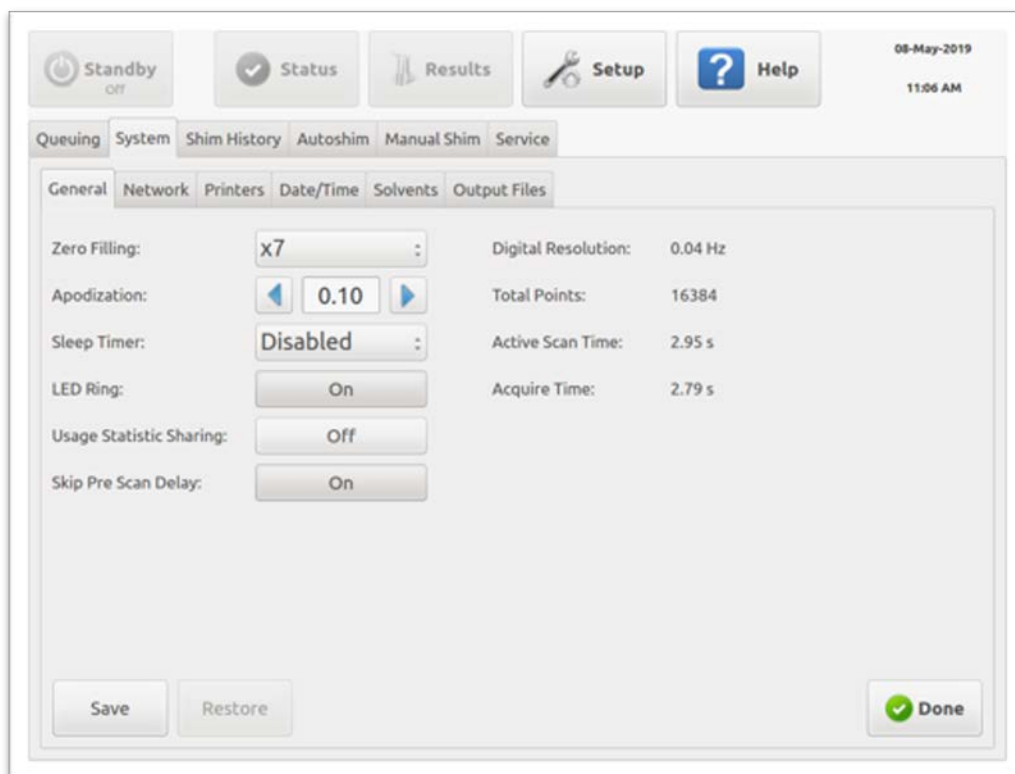 Standby
Off
Status
Results
Setup
? Help
08-May-2019
11:06 AM
Queuing System Shim History Autoshim Manual Shim Service
General Network Printers Date/Time Solvents Output Files
Zero Filling: x7 : Digital Resolution: 0.04 Hz
Apodization: 0.10 Total Points: 16384
Sleep Timer: Disabled : Active Scan Time: 2.95 s
LED Ring: On Acquire Time: 2.79 s
Usage Statistic Sharing: Off
Skip Pre Scan Delay: On
Save Restore Done